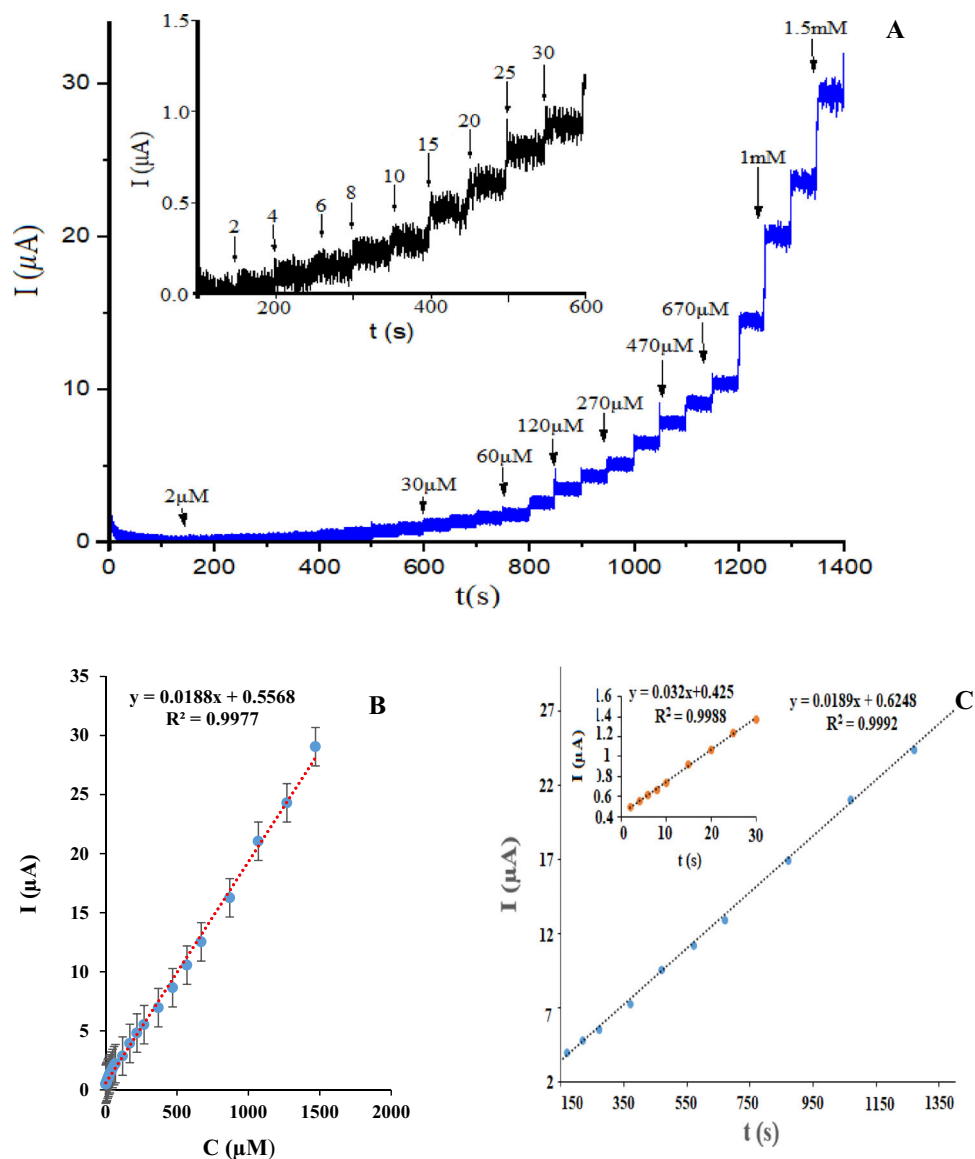 A
1.5mM
30
1mM
20
670µM
470µM
10
270µM
120µM
60µM
30µM
2µM
0
I (µA)
0
200
400
600
800
1000
1200
1400
t(s)
1.5
1.0
0.5
0.0
I (µA)
2
4
6
8
10
15
20
25
30
200
400
600
t (s)
B
y = 0.0188x + 0.5568
R² = 0.9977
35
30
25
20
15
10
5
0
I (µA)
0
500
1000
1500
2000
C (µM)
C
y = 0.0189x + 0.6248
R² = 0.9992
27
22
17
12
7
2
I (µA)
150
350
550
750
950
1150
1350
t (s)
y = 0.032x+0.425
R² = 0.9988
1.6
1.4
1.2
1
0.8
0.6
0.4
I (µA)
0
10
20
30
t (s)